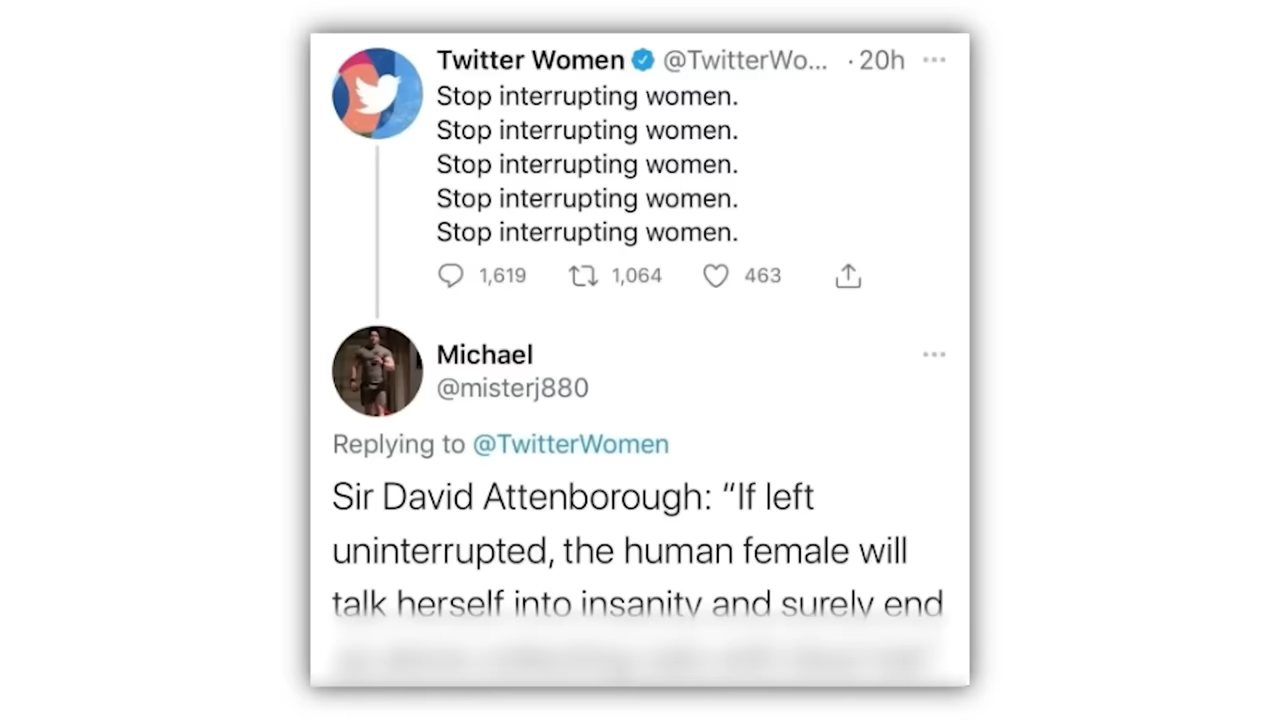 Twitter Women @TwitterWo... · 20h ...
Stop interrupting women.
Stop interrupting women.
Stop interrupting women.
Stop interrupting women.
Stop interrupting women.
1,619 1,064 463
Michael ...
@misterj880
Replying to @TwitterWomen
Sir David Attenborough: “If left
uninterrupted, the human female will
talk herself into insanity and surely end